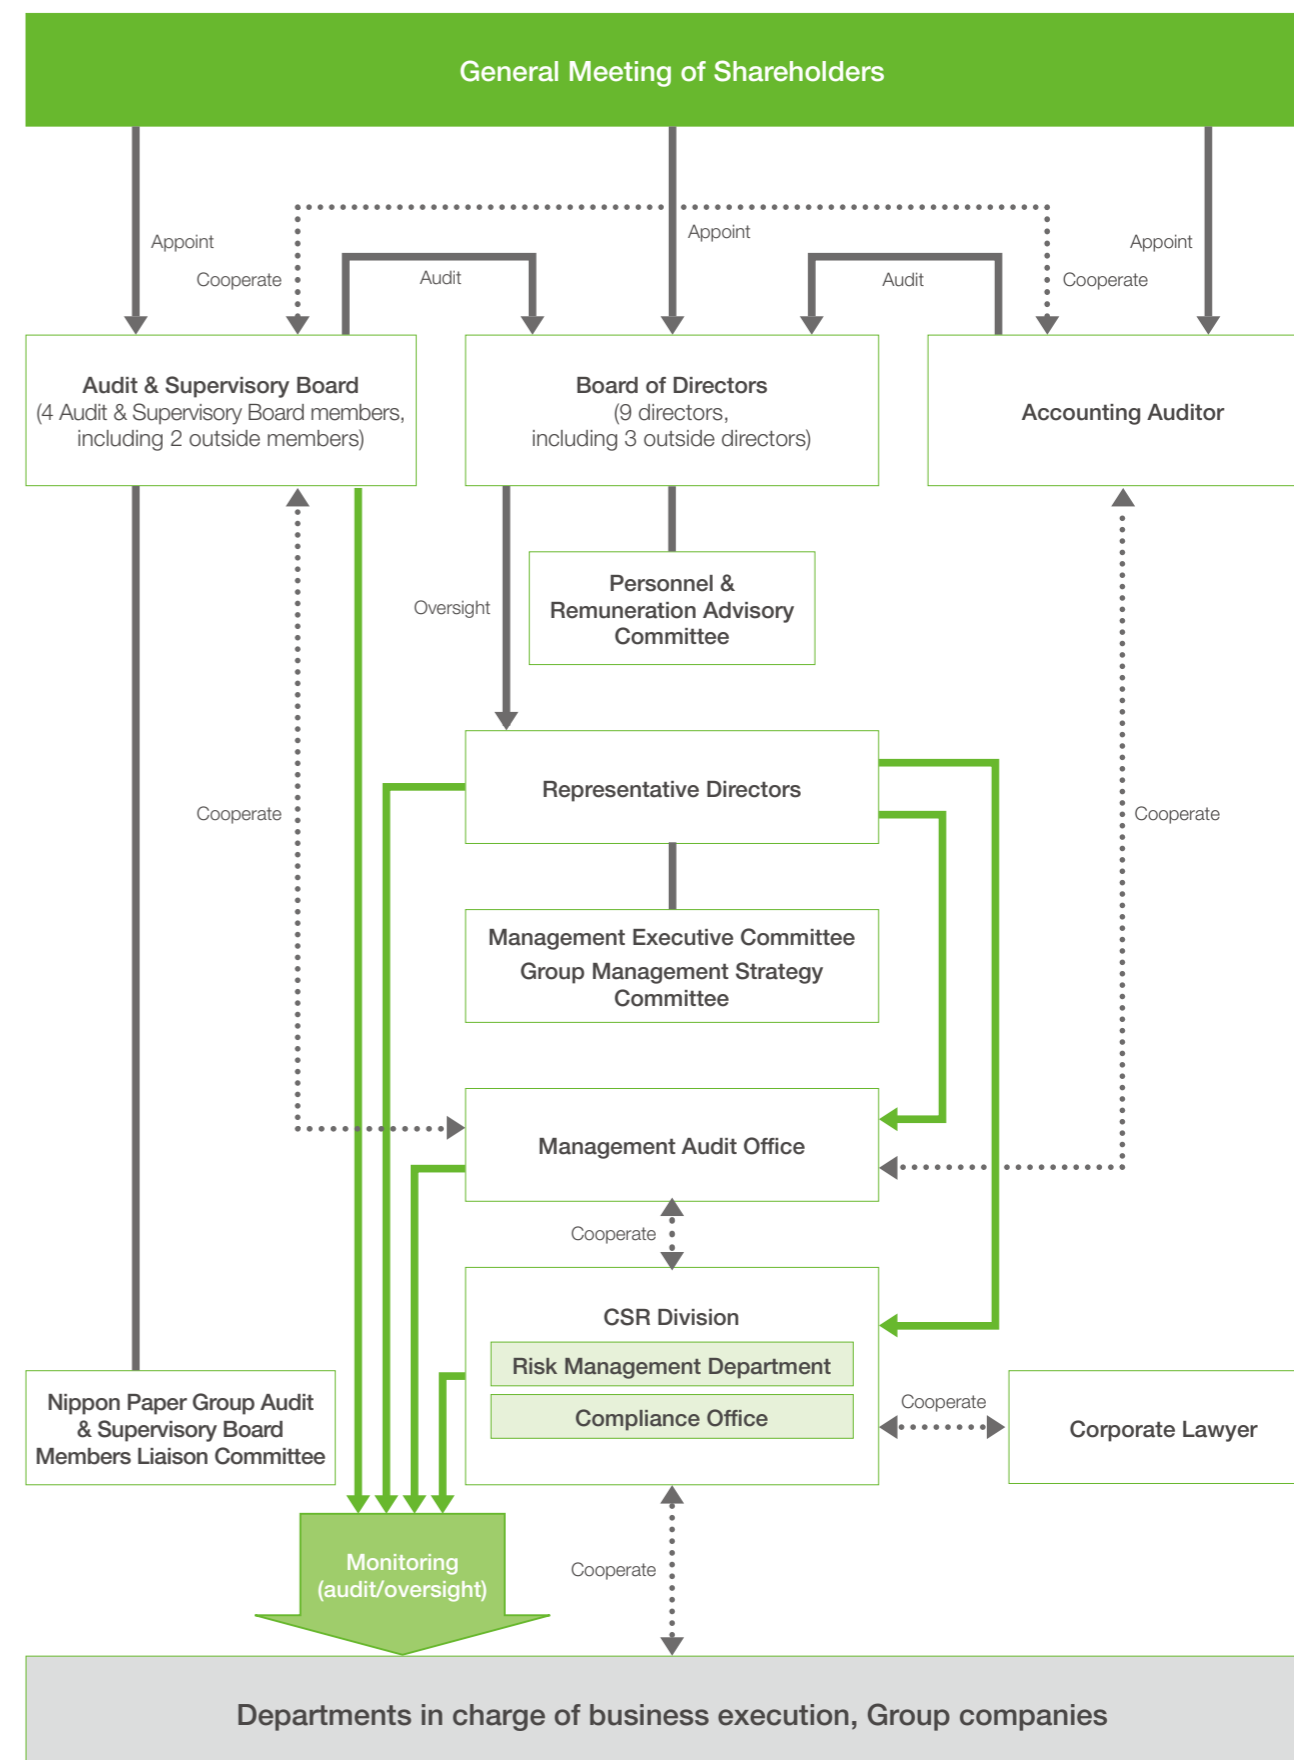 General Meeting of Shareholders
Appoint
Appoint
Appoint
Cooperate
Audit
Audit
Cooperate
Audit & Supervisory Board
(4 Audit & Supervisory Board members,
including 2 outside members)
Board of Directors
(9 directors,
including 3 outside directors)
Accounting Auditor
Oversight
Personnel &
Remuneration Advisory
Committee
Representative Directors
Cooperate
Cooperate
Management Executive Committee
Group Management Strategy
Committee
Management Audit Office
Cooperate
CSR Division
Risk Management Department
Compliance Office
Cooperate
Corporate Lawyer
Nippon Paper Group Audit
& Supervisory Board
Members Liaison Committee
Monitoring
(audit/oversight)
Cooperate
Departments in charge of business execution, Group companies